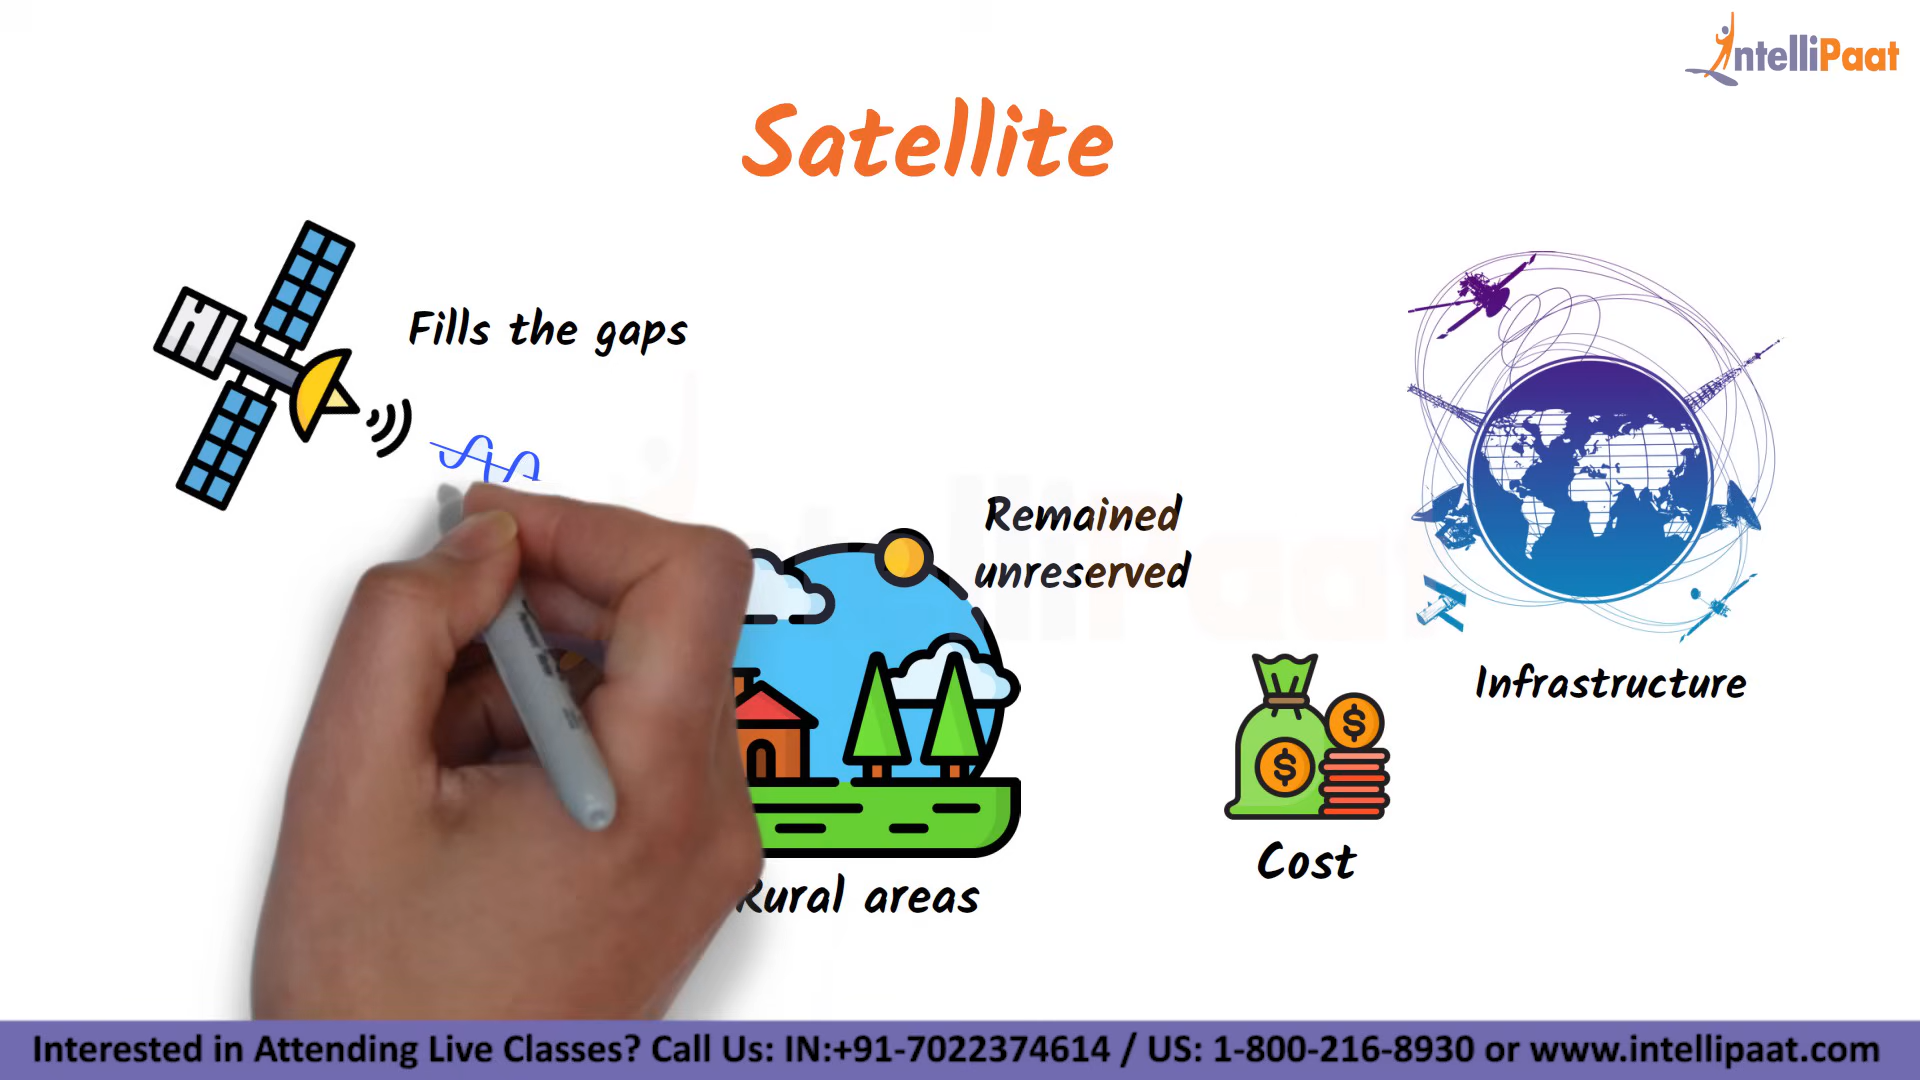 IntelliPaat
Satellite
Fills the gaps
Remained
unreserved
Infrastructure
Cost
Rural areas
Interested in Attending Live Classes? Call Us: IN:+91-7022374614 / US: 1-800-216-8930 or www.intellipaat.com